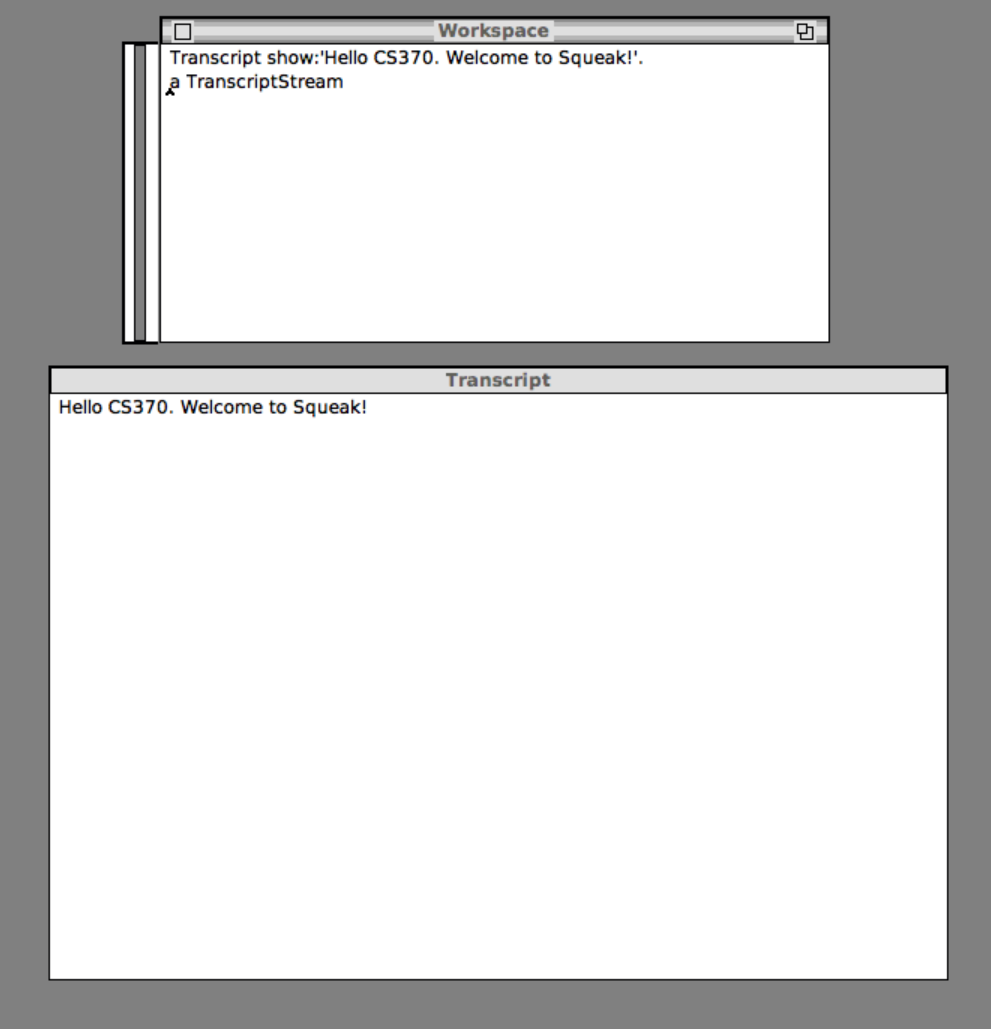 Workspace
Transcript show:'Hello CS370. Welcome to Squeak!'.
a TranscriptStream
Transcript
Hello CS370. Welcome to Squeak!